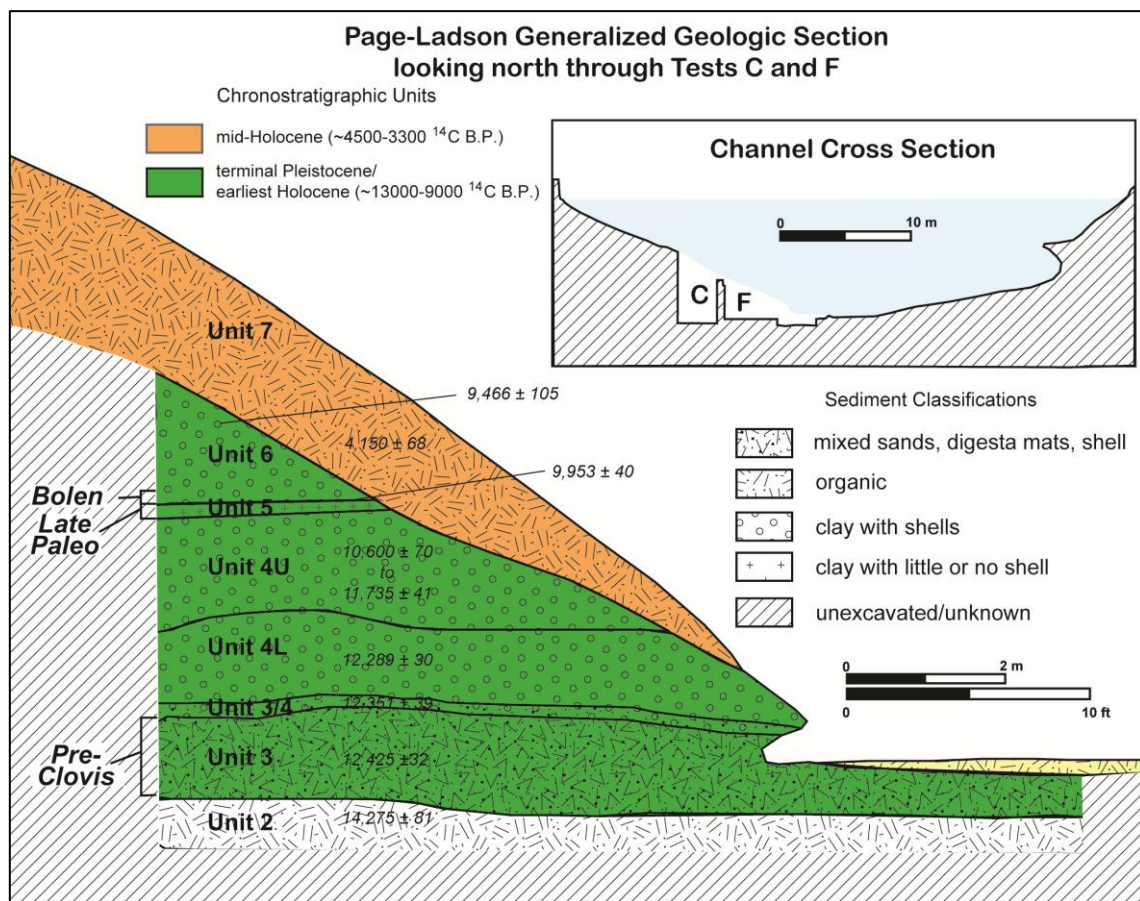 Page-Ladson Generalized Geologic Section
looking north through Tests C and F
Chronostratigraphic Units
mid-Holocene (~4500-3300 ¹⁴C B.P.)
terminal Pleistocene/
earliest Holocene (~13000-9000 ¹⁴C B.P.)
Channel Cross Section
0 10 m
C F
Unit 7
9,466 ± 105
4,150 ± 68
Unit 6
9,953 ± 40
Bolen
Unit 5
Late
Paleo
10,600 ± 70
Unit 4U
to
11,735 ± 41
Unit 4L
12,289 ± 30
Unit 3/4
12,351 ± 39
Pre-
Clovis
Unit 3
12,425 ±32
Unit 2
14,275 ± 81
Sediment Classifications
mixed sands, digesta mats, shell
organic
clay with shells
clay with little or no shell
unexcavated/unknown
0 2 m
0 10 ft